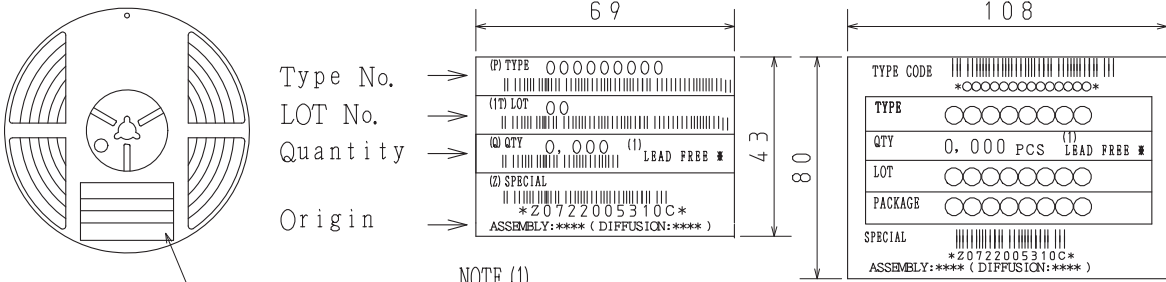 69
108
Type No.
LOT No.
Quantity
Origin
(P) TYPE 000000000
(1T) LOT 00
(Q) QTY 0,000 (1) LEAD FREE *
(Z) SPECIAL
*Z0722005310C*
ASSEMBLY:**** (DIFFUSION:****)
43
80
TYPE CODE
*○○○○○○○○○○○○○○*
TYPE ○○○○○○○○
QTY 0,000 PCS (1) LEAD FREE *
LOT ○○○○○○○○
PACKAGE ○○○○○○○○
SPECIAL
*Z0722005310C*
ASSEMBLY:**** (DIFFUSION:****)
NOTE (1)